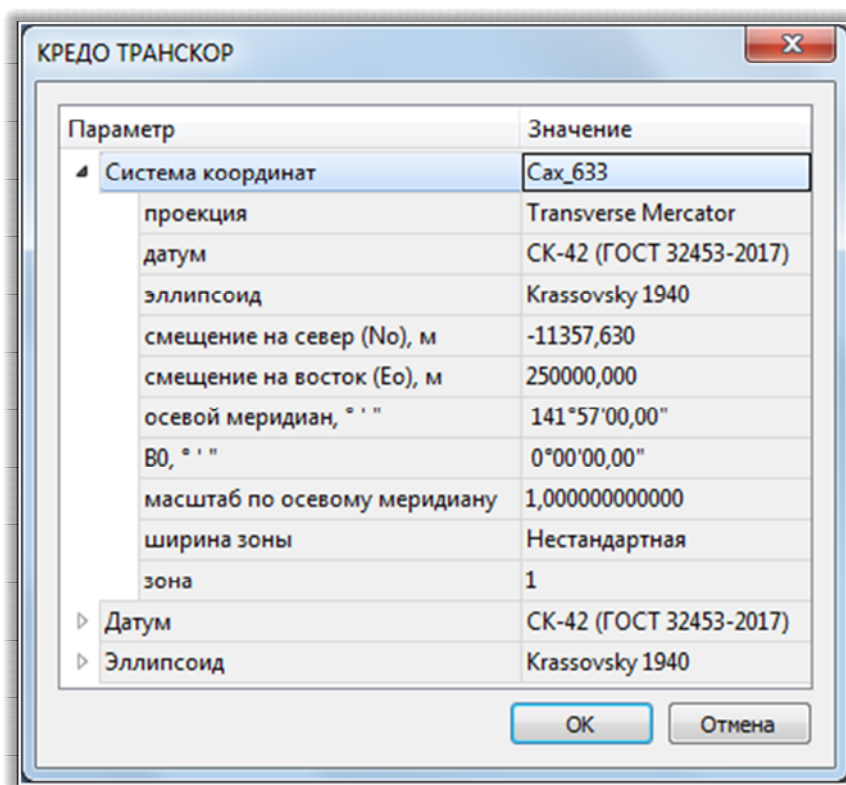 КРЕДО ТРАНСКОР
Параметр Значение
Система координат Сах_633
проекция Transverse Mercator
датум СК-42 (ГОСТ 32453-2017)
эллипсоид Krassovsky 1940
смещение на север (No), м -11357,630
смещение на восток (Eo), м 250000,000
осевой меридиан, ° ' " 141°57'00,00"
B0, ° ' " 0°00'00,00"
масштаб по осевому меридиану 1,000000000000
ширина зоны Нестандартная
зона 1
Датум СК-42 (ГОСТ 32453-2017)
Эллипсоид Krassovsky 1940
OK Отмена